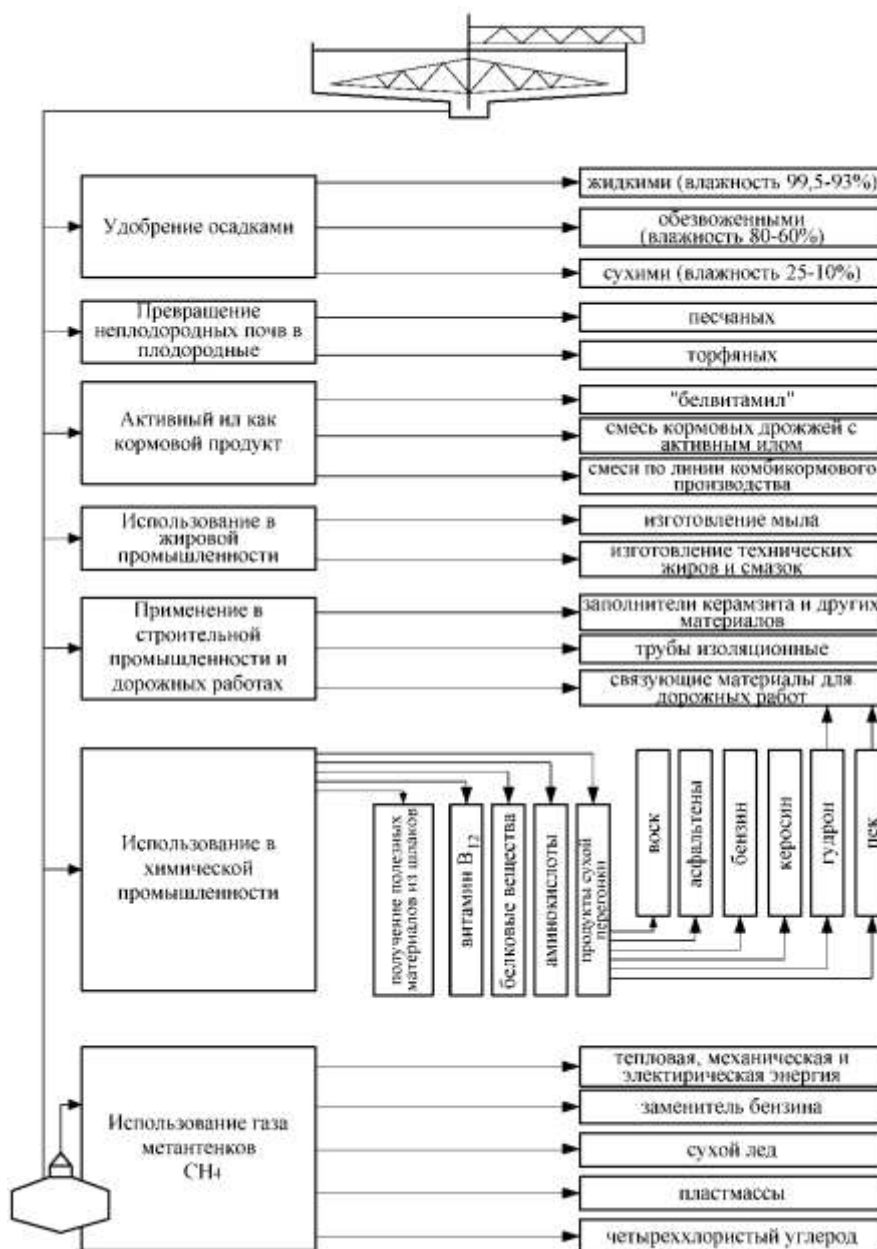 Удобрение осадками
жидкими (влажность 99,5-93%)
обезвоженными
(влажность 80-60%)
сухими (влажность 25-10%)
Превращение
неплодородных почв в
плодородные
песчаных
торфяных
Активный ил как
кормовой продукт
"белвитамил"
смесь кормовых дрожжей с
активным илом
смеси по линии комбикормового
производства
Использование в
жировой
промышленности
изготовление мыла
изготовление технических
жиров и смазок
Применение в
строительной
промышленности и
дорожных работах
заполнители керамзита и других
материалов
трубы изоляционные
связующие материалы для
дорожных работ
Использование в
химической
промышленности
получение полезных
материалов из шлаков
витамин B12
белковые вещества
аминокислоты
продукты сухой
перегонки
воск
асфальтены
бензин
керосин
гудрон
пек
Использование газа
метантенков
CH4
тепловая, механическая и
электирическая энергия
заменитель бензина
сухой лед
пластмассы
четыреххлористый углерод